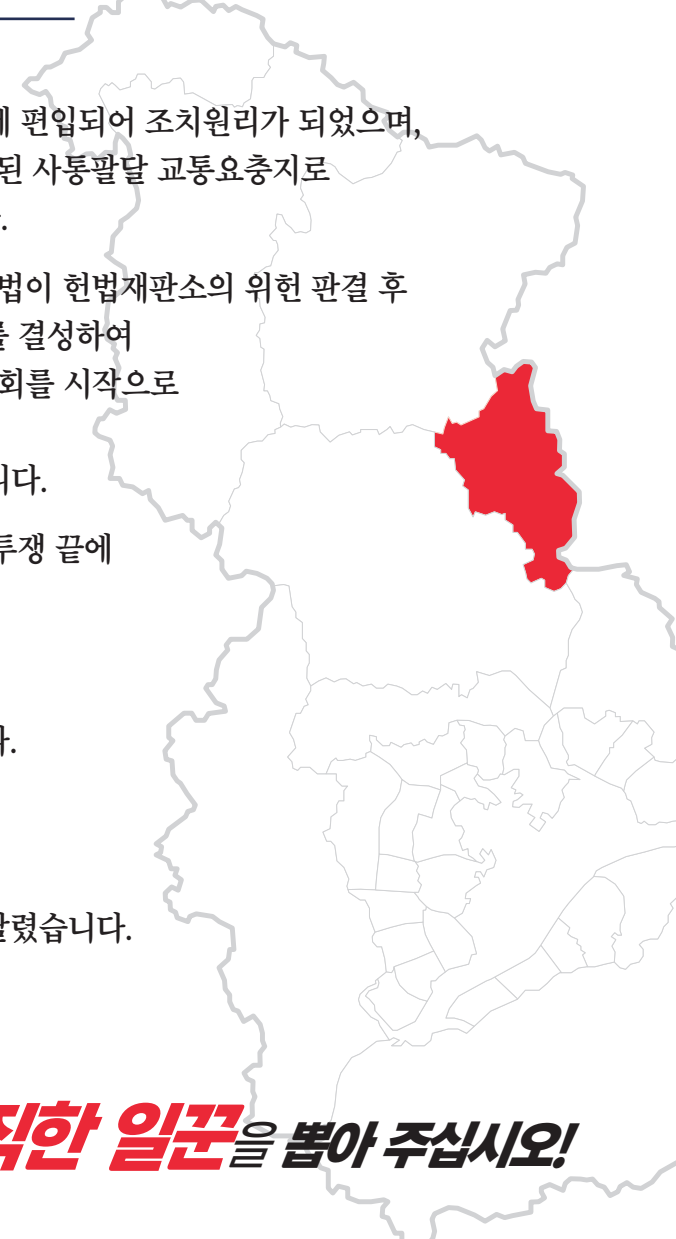 편입되어 조치원리가 되었으며,
된 사통팔달 교통요충지로
법이 헌법재판소의 위헌 판결 후
결성하여
회를 시작으로
니다.
투쟁 끝에
다.
달렸습니다.
직한 일꾼을 뽑아 주십시오!